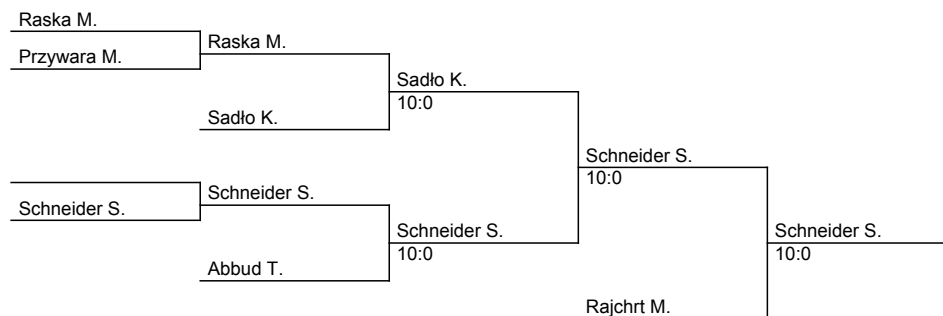 Raska M.
Przywara M.
Raska M.
Sadło K.
10:0
Sadło K.
Schneider S.
10:0
Schneider S.
Schneider S.
Schneider S.
10:0
Schneider S.
10:0
Abbud T.
Rajchrt M.